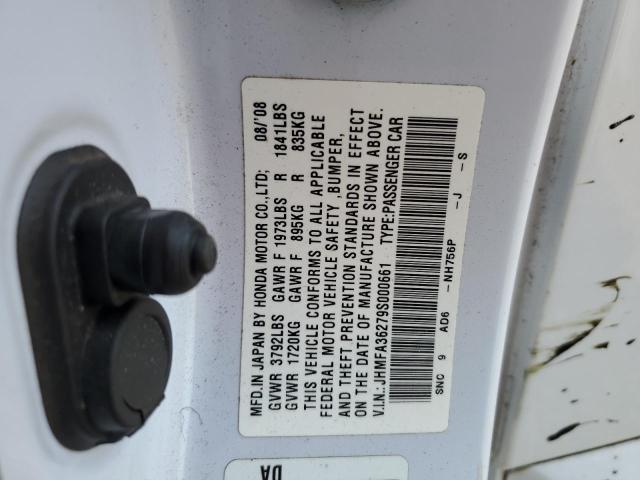 MFD.IN JAPAN BY HONDA MOTOR CO.,LTD; 08/'08
GVWR 3792LBS GAWR F 1973LBS R 1841LBS
GVWR 1720KG GAWR F 895KG R 835KG
THIS VEHICLE CONFORMS TO ALL APPLICABLE
FEDERAL MOTOR VEHICLE SAFETY ,BUMPER,
AND THEFT PREVENTION STANDARDS IN EFFECT
ON THE DATE OF MANUFACTURE SHOWN ABOVE.
V.I.N.:JHMFA36279S000661 TYPE:PASSENGER CAR
SNC 9 AD6 -NH756P -J -S